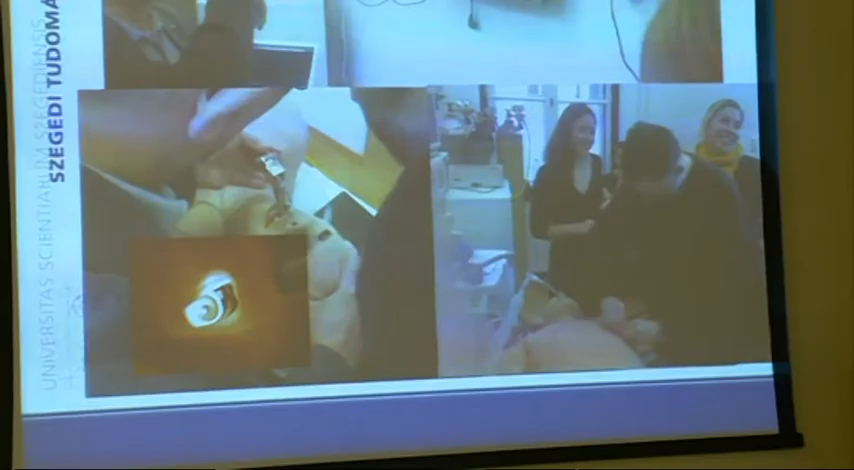 UNIVERSITAS SCIENTIARUM SZEGEDIENSIS
SZEGEDI TUDOMÁ